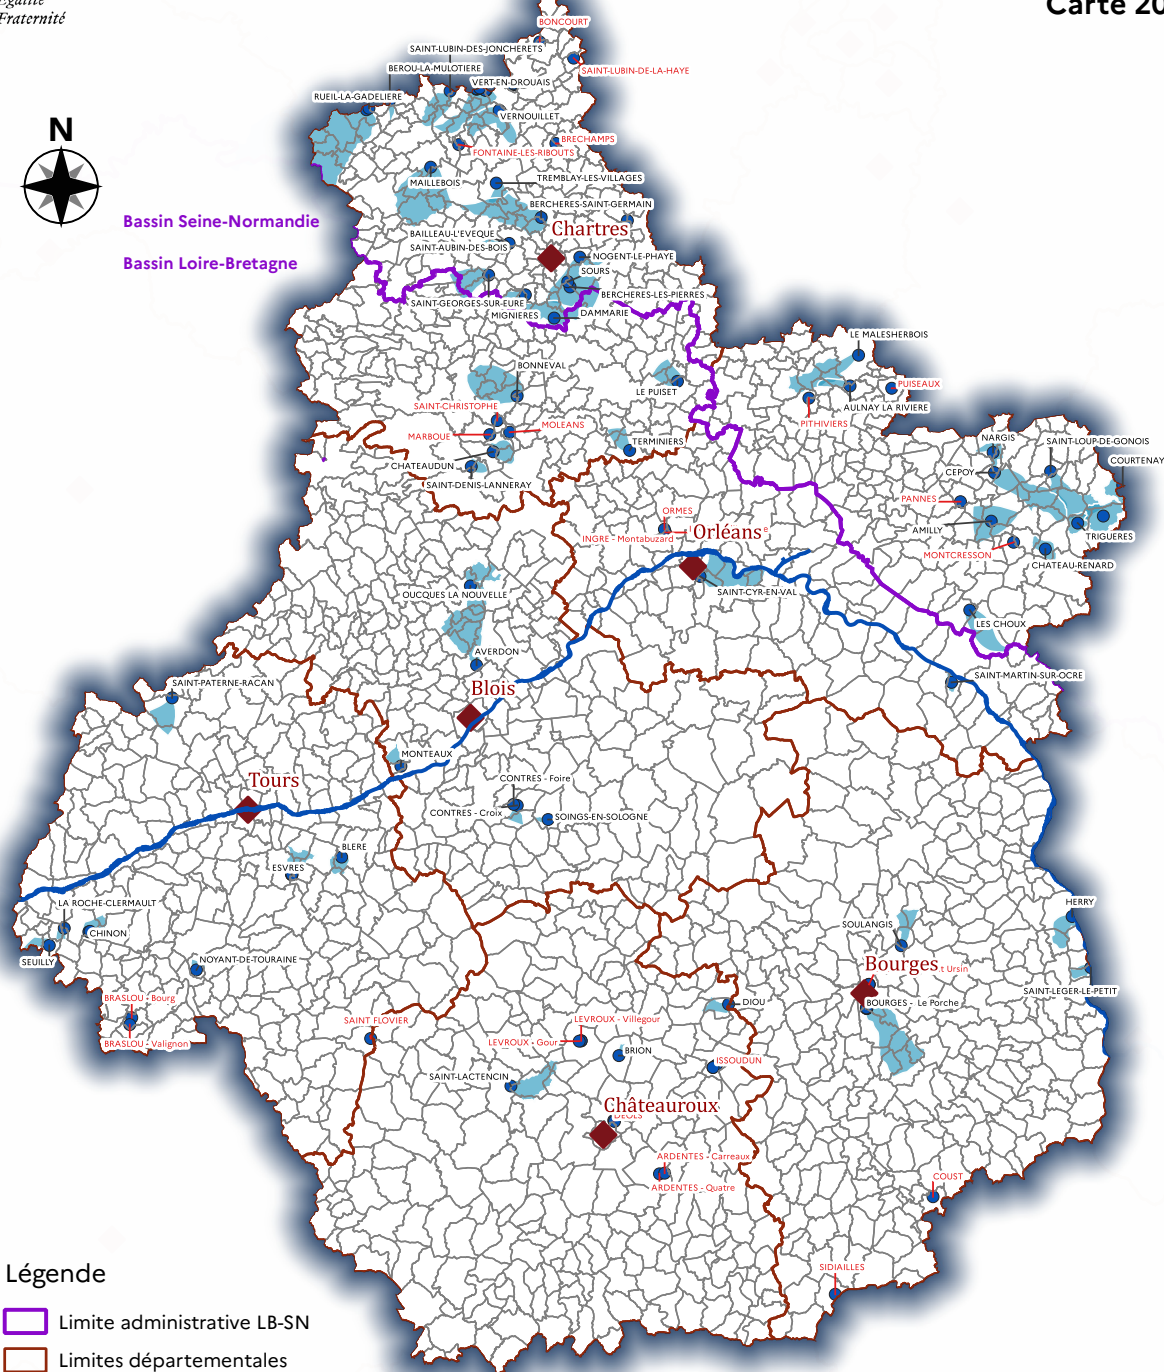 Égalité
Fraternité
Carte 20
BONCOURT
SAINT-LUBIN-DES-JONCHERETS
BEROU-LA-MULOTIERE
SAINT-LUBIN-DE-LA-HAYE
VERT-EN-DROUAIS
RUEIL-LA-GADELIERE
VERNOUILLET
N
BRECHAMPS
FONTAINE-LES-RIBOUTS
MAILLEBOIS
TREMBLAY-LES-VILLAGES
BERCHERES-SAINT-GERMAIN
Bassin Seine-Normandie
Chartres
BAILLEAU-L'EVEQUE
SAINT-AUBIN-DES-BOIS
NOGENT-LE-PHAYE
Bassin Loire-Bretagne
SOURS
BERCHERES-LES-PIERRES
SAINT-GEORGES-SUR-EURE
MIGNIERES
DAMMARIE
LE MALESHERBOIS
BONNEVAL
LE PUISET
PUISEAUX
AULNAY LA RIVIERE
SAINT-CHRISTOPHE
PITHIVIERS
MOLEANS
MARBOUE
TERMINIERS
NARGIS
SAINT-LOUP-DE-GONOIS
COURTENAY
CHATEAUDUN
CEPOY
SAINT-DENIS-LANNERAY
PANNES
ORMES
AMILLY
INGRE - Montabuzard
Orléans
TRIGUERES
MONTCRESSON
CHATEAU-RENARD
OUCQUES LA NOUVELLE
SAINT-CYR-EN-VAL
LES CHOUX
AVERDON
SAINT-MARTIN-SUR-OCRE
SAINT-PATERNE-RACAN
Blois
MONTEAUX
Tours
CONTRES - Foire
CONTRES - Croix
SOINGS-EN-SOLOGNE
BLERE
ESVRES
LA ROCHE-CLERMAULT
HERRY
SOULANGIS
CHINON
SEUILLY
NOYANT-DE-TOURAINE
Bourges
t Ursin
SAINT-LEGER-LE-PETIT
BRASLOU - Bourg
DIOU
BOURGES - Le Porche
SAINT FLOVIER
LEVROUX - Villegour
BRASLOU - Valignon
LEVROUX - Gour
BRION
ISSOUDUN
SAINT-LACTENCIN
Châteauroux
DEOLS
ARDENTES - Carreaux
ARDENTES - Quatre
COUST
SIDIAILLES
Légende
Limite administrative LB-SN
Limites départementales